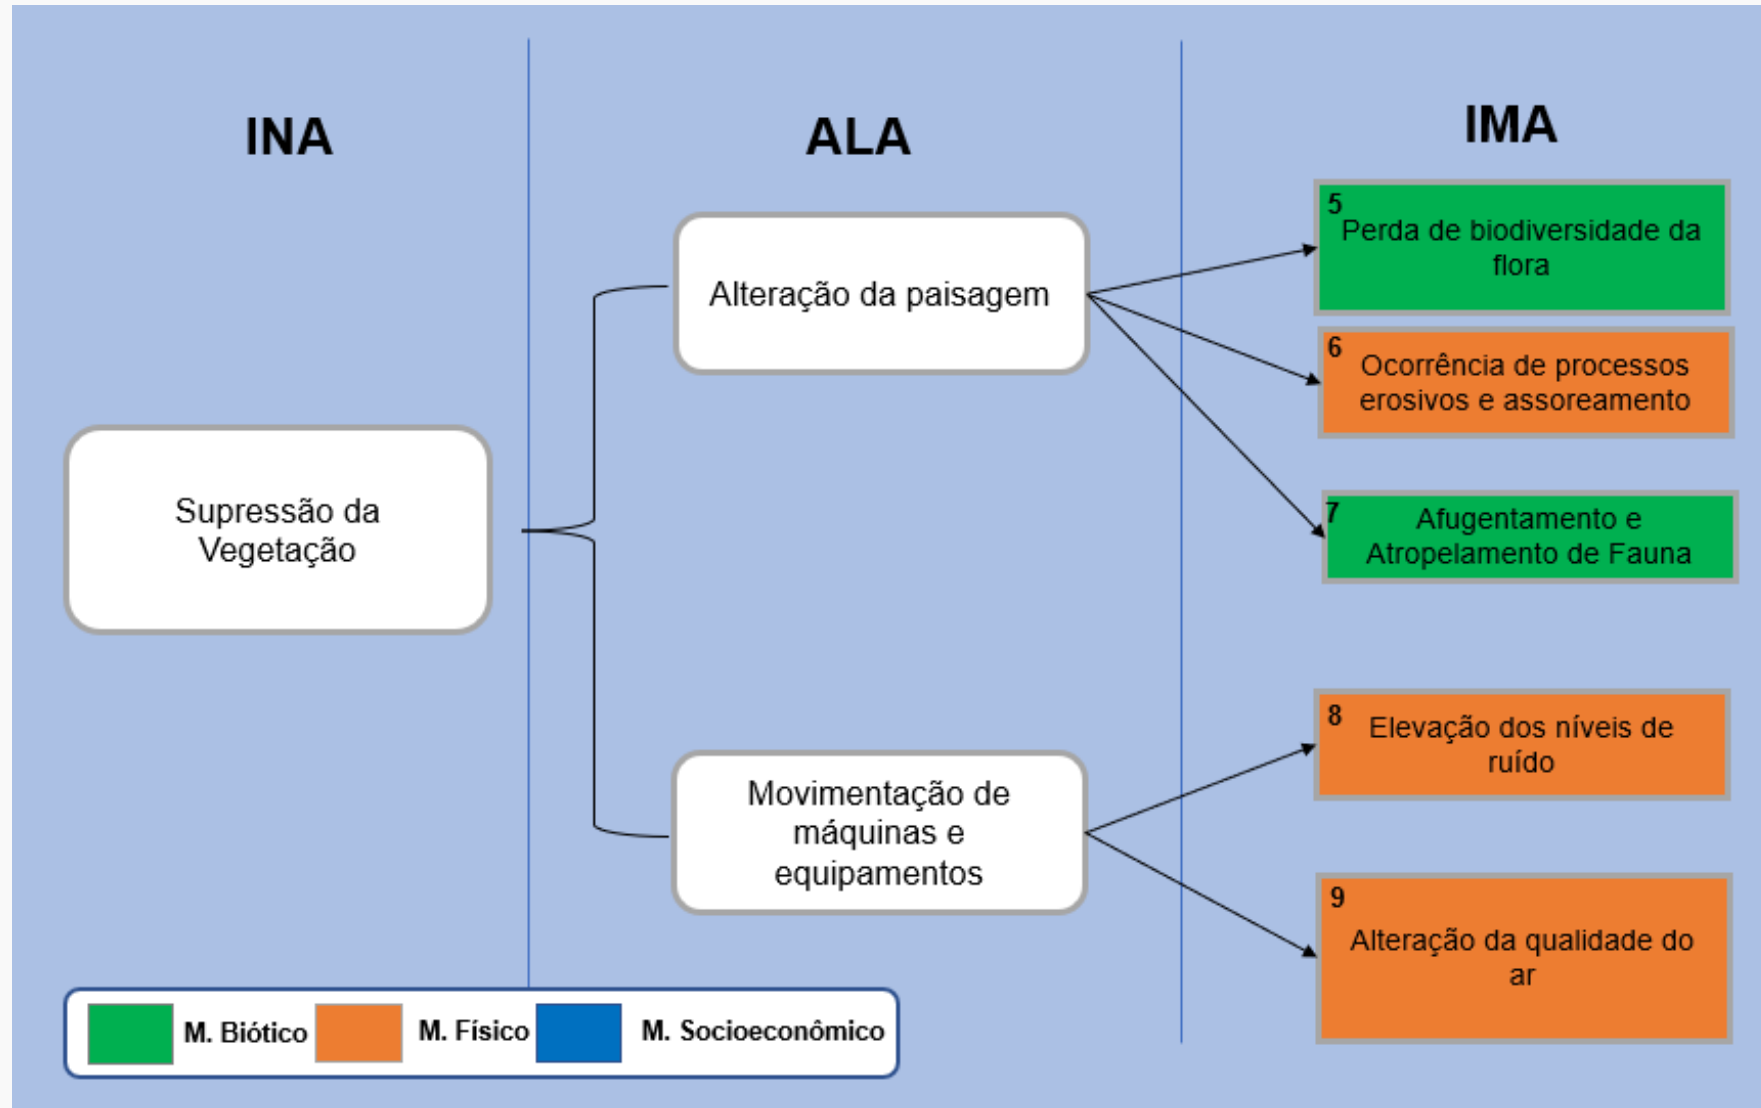 INA
ALA
IMA
Supressão da
Vegetação
Alteração da paisagem
Movimentação de
máquinas e
equipamentos
5
Perda de biodiversidade da
flora
6
Ocorrência de processos
erosivos e assoreamento
7
Afugentamento e
Atropelamento de Fauna
8
Elevação dos níveis de
ruído
9
Alteração da qualidade do
ar
M. Biótico
M. Físico
M. Socioeconômico